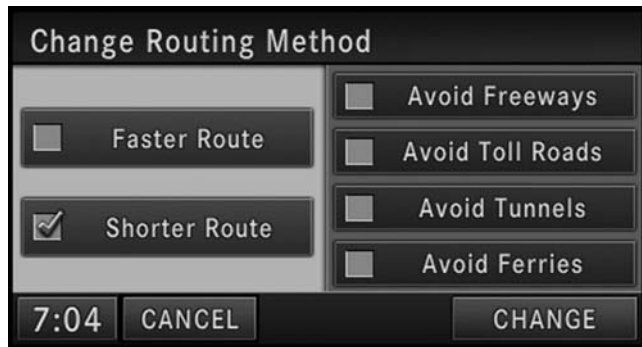 Change Routing Method
Faster Route
Shorter Route
Avoid Freeways
Avoid Toll Roads
Avoid Tunnels
Avoid Ferries
7:04
CANCEL
CHANGE